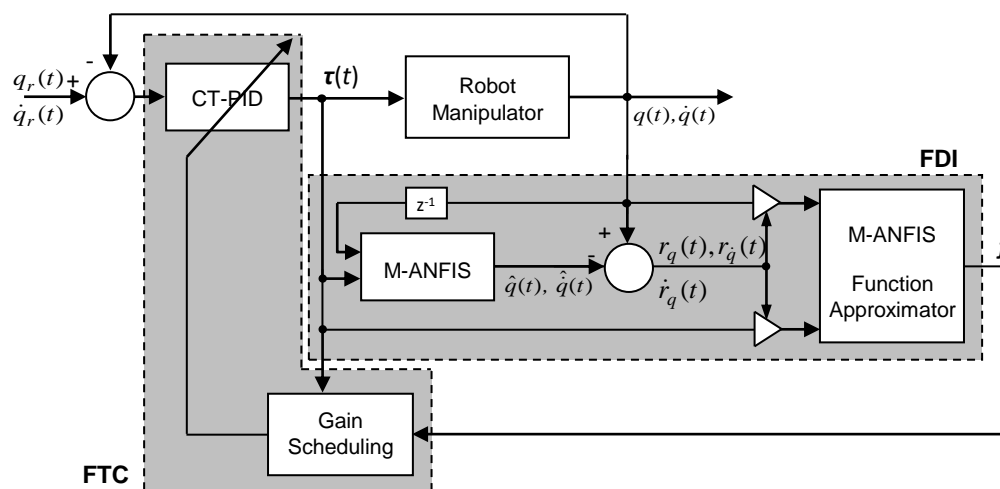 -
q_r(t) +
q̇_r(t)
CT-PID
τ(t)
Robot
Manipulator
q(t), q̇(t)
FDI
z⁻¹
M-ANFIS
q̂(t), q̇̂(t)
+
-
r_q(t), r_q̇(t)
ṙ_q(t)
M-ANFIS
Function
Approximator
Gain
Scheduling
FTC